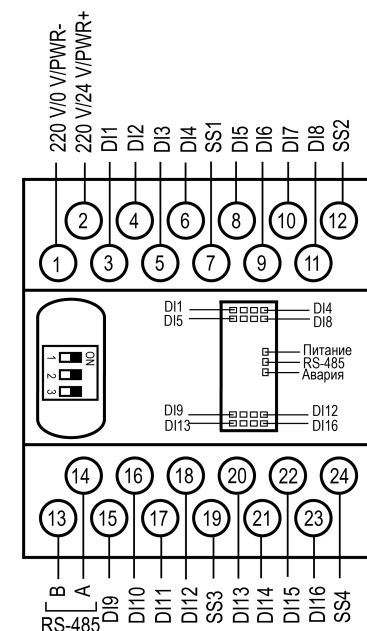 220 V/0 V/PWR-
220 V/24 V/PWR+
DI1
DI2
DI3
DI4
SS1
DI5
DI6
DI7
DI8
SS2
2 4 6 8 10 12
1 3 5 7 9 11
ON
1
2
3
DI1 DI4
DI5 DI8
Питание
RS-485
Авария
DI9 DI12
DI13 DI16
14 16 18 20 22 24
13 15 17 19 21 23
B
A
RS-485
DI9
DI10
DI11
DI12
SS3
DI13
DI14
DI15
DI16
SS4